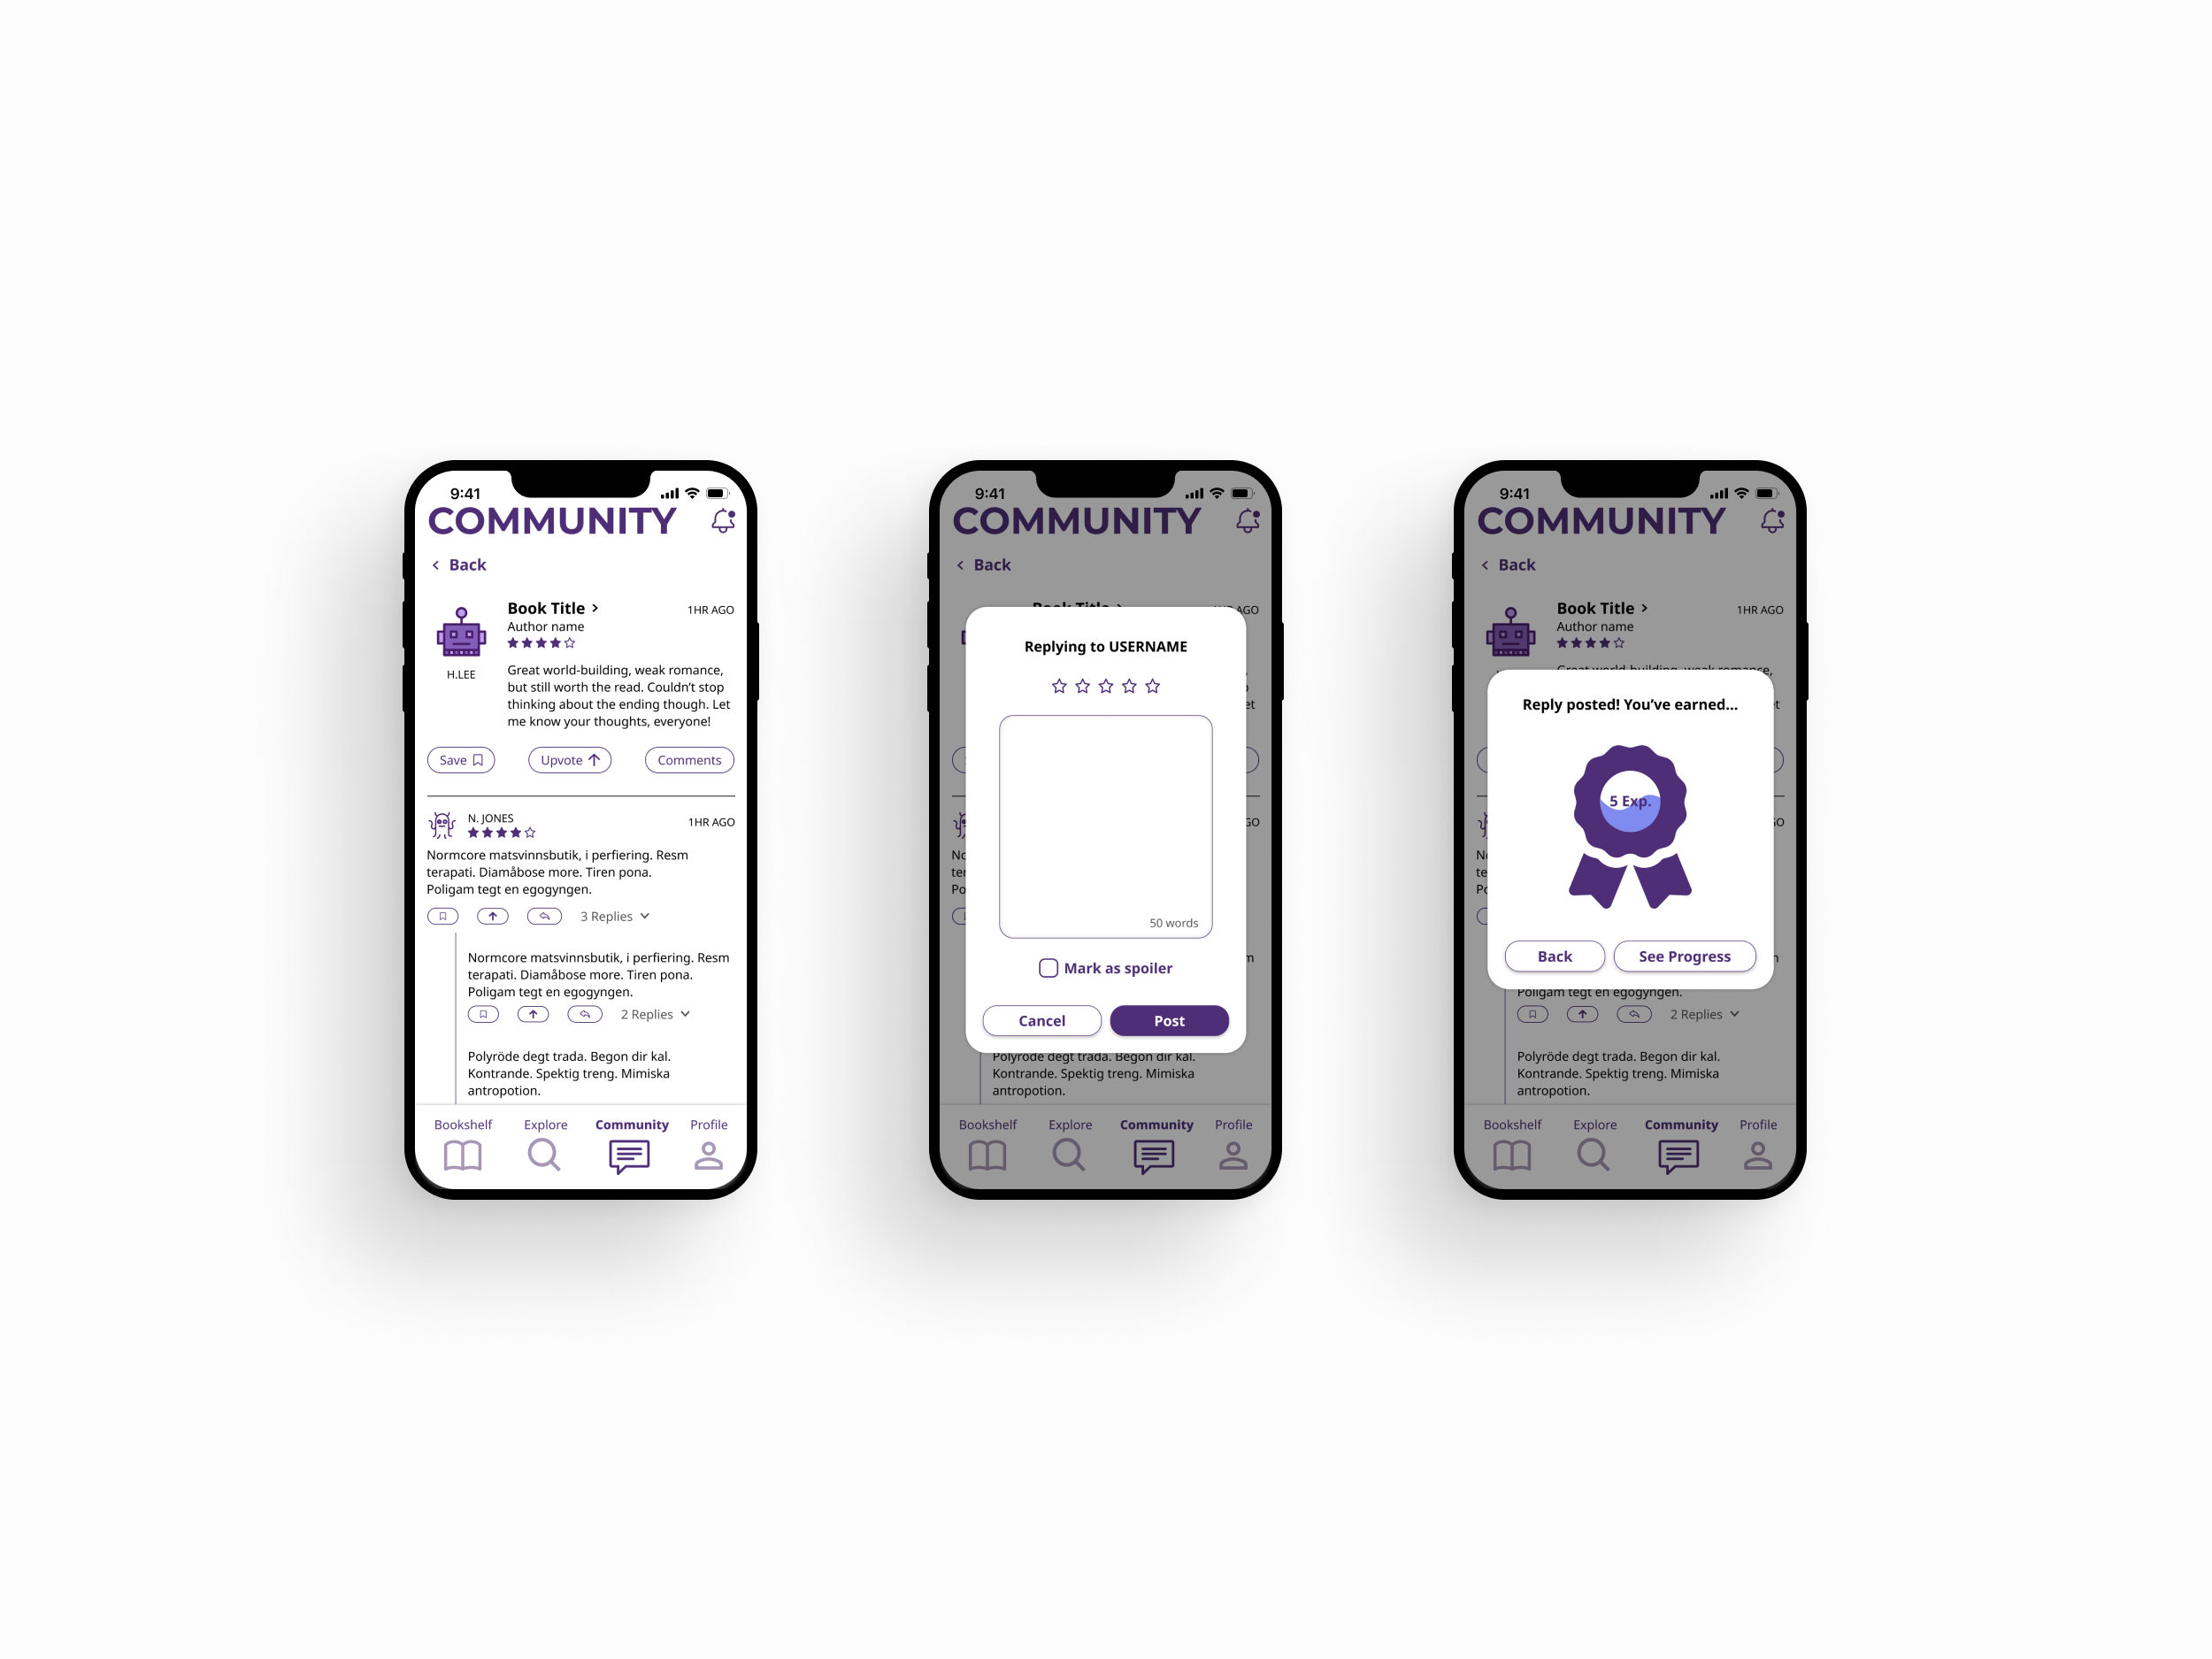 9:41
COMMUNITY
Back
Book Title
1HR AGO
Author name
H.LEE
Great world-building, weak romance,
but still worth the read. Couldn't stop
thinking about the ending though. Let
me know your thoughts, everyone!
Save
Upvote
Comments
N. JONES
1HR AGO
Normcore matsvinnsbutik, i perfiering. Resm
terapati. Diamåbose more. Tiren pona.
Poligam tegt en egogyngen.
3 Replies
Normcore matsvinnsbutik, i perfiering. Resm
terapati. Diamåbose more. Tiren pona.
Poligam tegt en egogyngen.
2 Replies
Polyröde degt trada. Begon dir kal.
Kontrande. Spektig treng. Mimiska
antropotion.
Bookshelf
Explore
Community
Profile
9:41
COMMUNITY
Back
Book Title
AGO
Replying to USERNAME
50 words
Mark as spoiler
Cancel
Post
Polyröde degt trada. Begon dir kal.
Kontrande. Spektig treng. Mimiska
antropotion.
Bookshelf
Explore
Community
Profile
9:41
COMMUNITY
Back
Book Title
1HR AGO
Author name
Great world-building, weak romance,
Reply posted! You've earned...
5 Exp.
Back
See Progress
Poligam tegt en egogyngen.
2 Replies
Polyröde degt trada. Begon dir kal.
Kontrande. Spektig treng. Mimiska
antropotion.
Bookshelf
Explore
Community
Profile